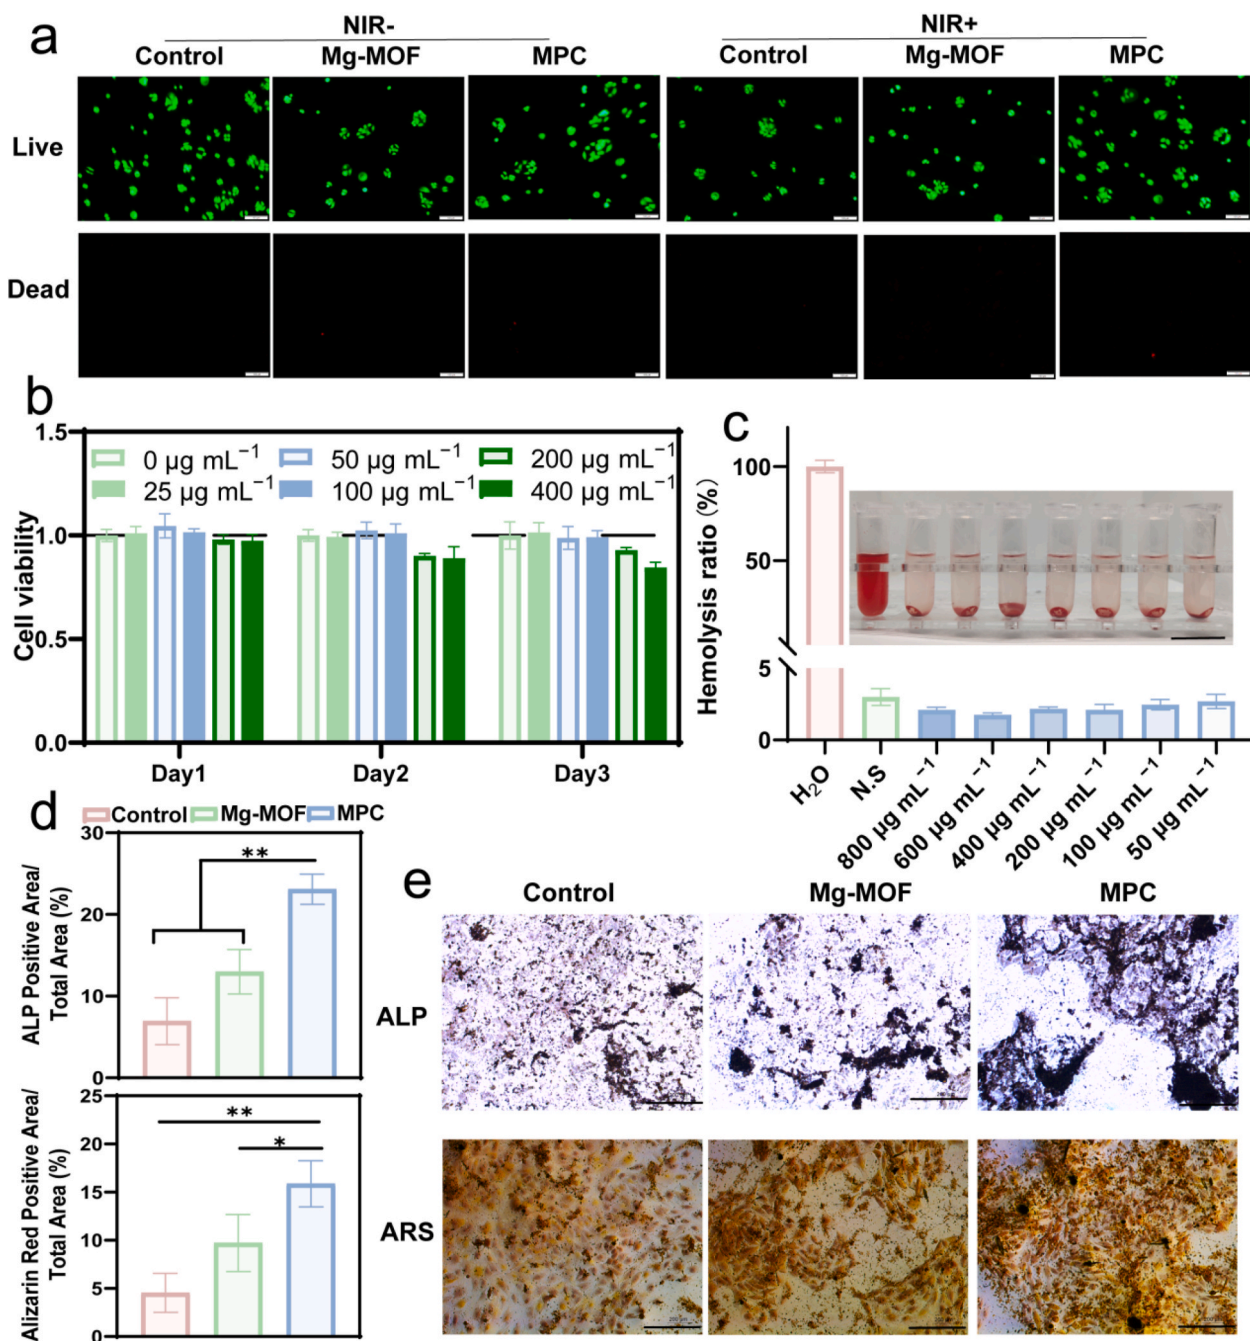 a
NIR-
NIR+
Control
Mg-MOF
MPC
Control
Mg-MOF
MPC
Live
Dead
b
1.5
1.0
0.5
0.0
Cell viability
0 μg mL⁻¹
50 μg mL⁻¹
200 μg mL⁻¹
25 μg mL⁻¹
100 μg mL⁻¹
400 μg mL⁻¹
Day1
Day2
Day3
c
Hemolysis ratio (%)
100
50
5
0
H₂O
N.S
800 μg mL⁻¹
600 μg mL⁻¹
400 μg mL⁻¹
200 μg mL⁻¹
100 μg mL⁻¹
50 μg mL⁻¹
d
Control
Mg-MOF
MPC
ALP Positive Area/
Total Area (%)
30
20
10
0
**
Alizarin Red Positive Area/
Total Area (%)
25
20
15
10
5
0
**
*
e
Control
Mg-MOF
MPC
ALP
ARS